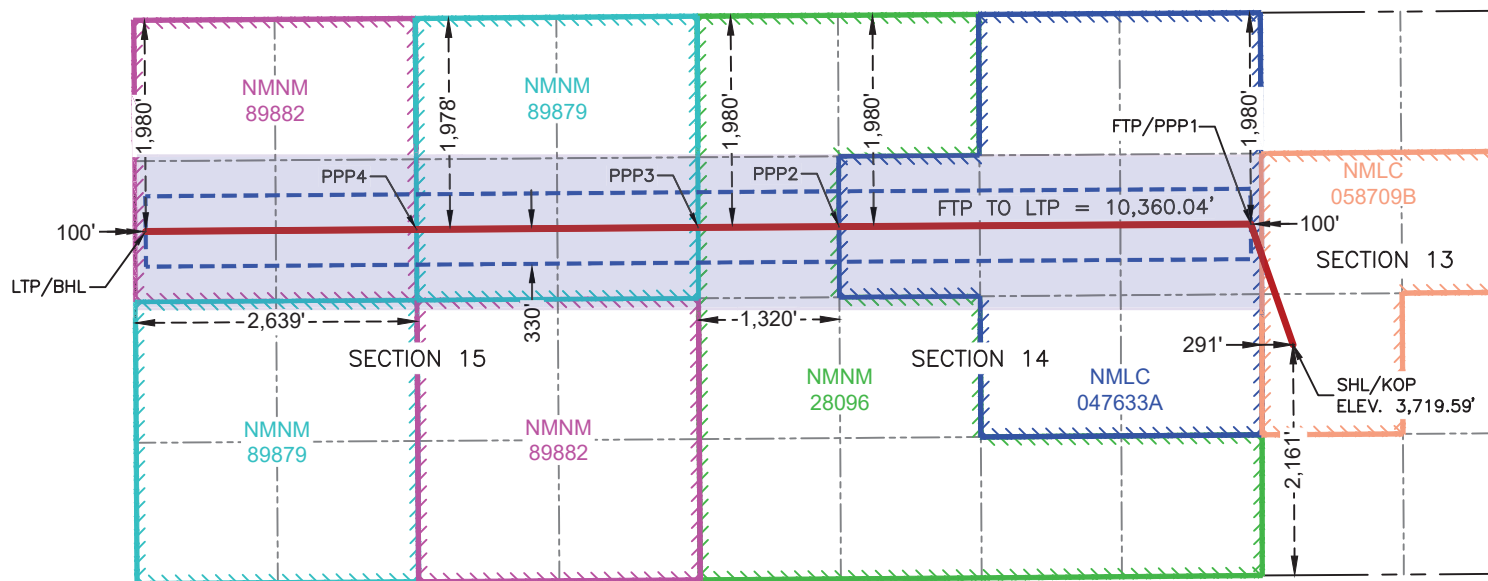 1,980'
NMNM
89882
1,978'
NMNM
89879
1,980'
1,980'
FTP/PPP1
1,980'
NMLC
058709B
PPP4
PPP3
PPP2
FTP TO LTP = 10,360.04'
100'
100'
LTP/BHL
SECTION 13
2,639'
330'
1,320'
SECTION 15
SECTION 14
291'
NMNM
89879
NMNM
89882
NMNM
28096
NMLC
047633A
SHL/KOP
ELEV. 3,719.59'
2,161'